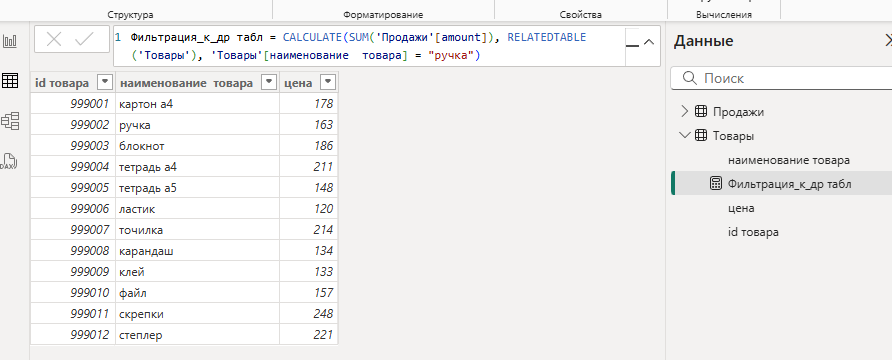 Структура Форматирование Свойства Вычисления
1 Фильтрация_к_др табл = CALCULATE(SUM('Продажи'[amount]), RELATEDTABLE
('Товары'), 'Товары'[наименование  товара] = "ручка")
Данные
Поиск
Продажи
Товары
наименование товара
Фильтрация_к_др табл
цена
id товара
id товара наименование  товара цена
999001 картон а4 178
999002 ручка 163
999003 блокнот 186
999004 тетрадь а4 211
999005 тетрадь а5 148
999006 ластик 120
999007 точилка 214
999008 карандаш 134
999009 клей 133
999010 файл 157
999011 скрепки 248
999012 степлер 221
DAX